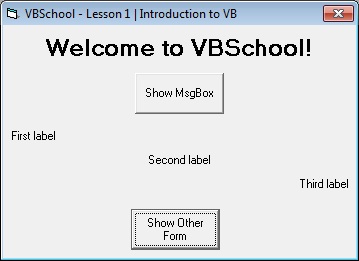 VBSchool - Lesson 1 | Introduction to VB
Welcome to VBSchool!
Show MsgBox
First label
Second label
Third label
Show Other
Form